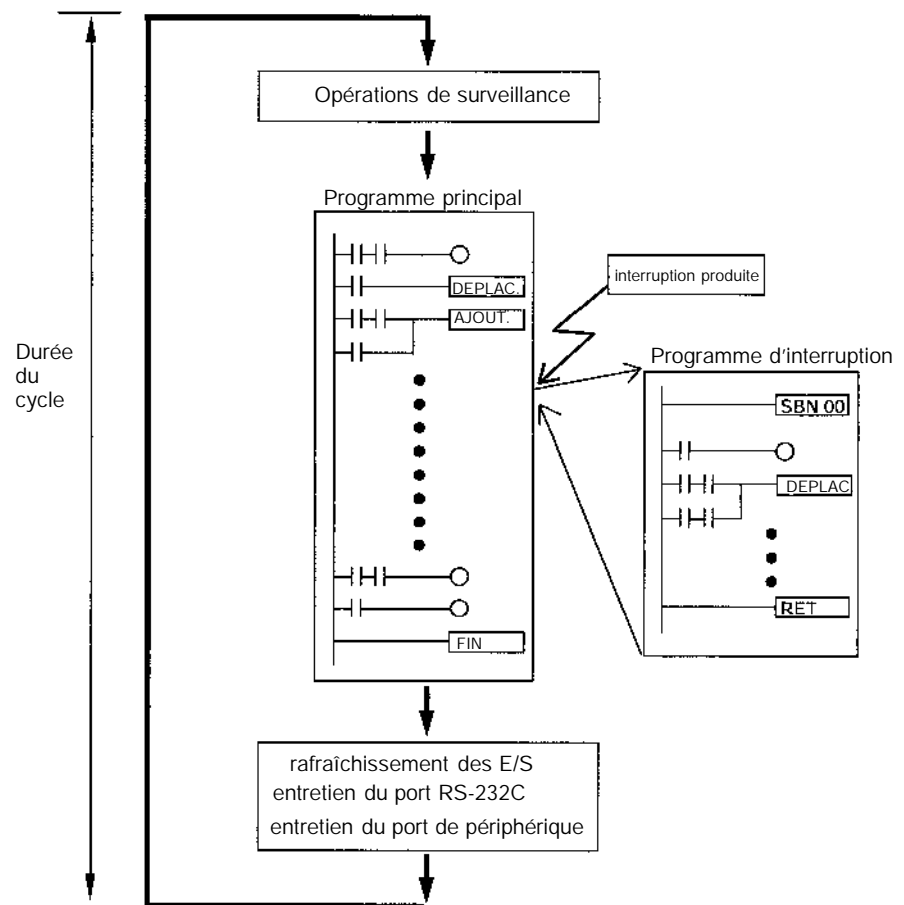 Opérations de surveillance
Programme principal
interruption produite
DEPLAC.
AJOUT.
Durée
du
cycle
Programme d'interruption
SBN 00
DEPLAC
RET
FIN
rafraîchissement des E/S
entretien du port RS-232C
entretien du port de périphérique